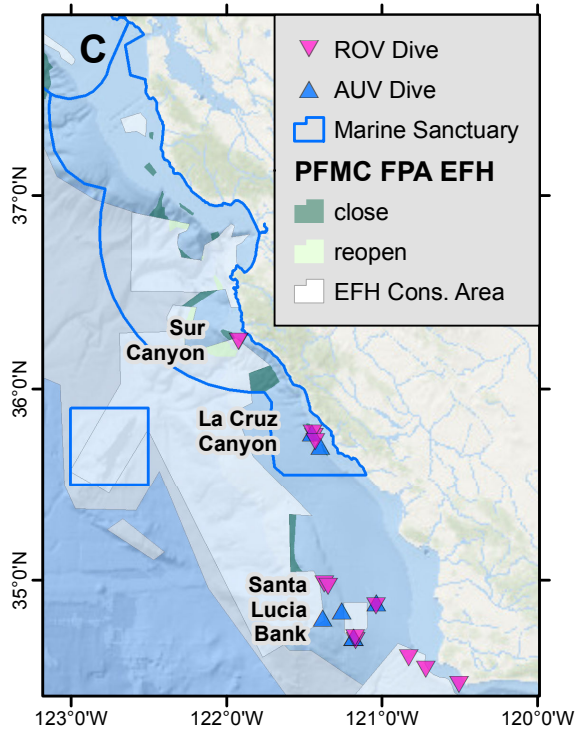 C
ROV Dive
AUV Dive
Marine Sanctuary
PFMC FPA EFH
close
reopen
EFH Cons. Area
37°0'N
36°0'N
35°0'N
Sur
Canyon
La Cruz
Canyon
Santa
Lucia
Bank
123°0'W
122°0'W
121°0'W
120°0'W